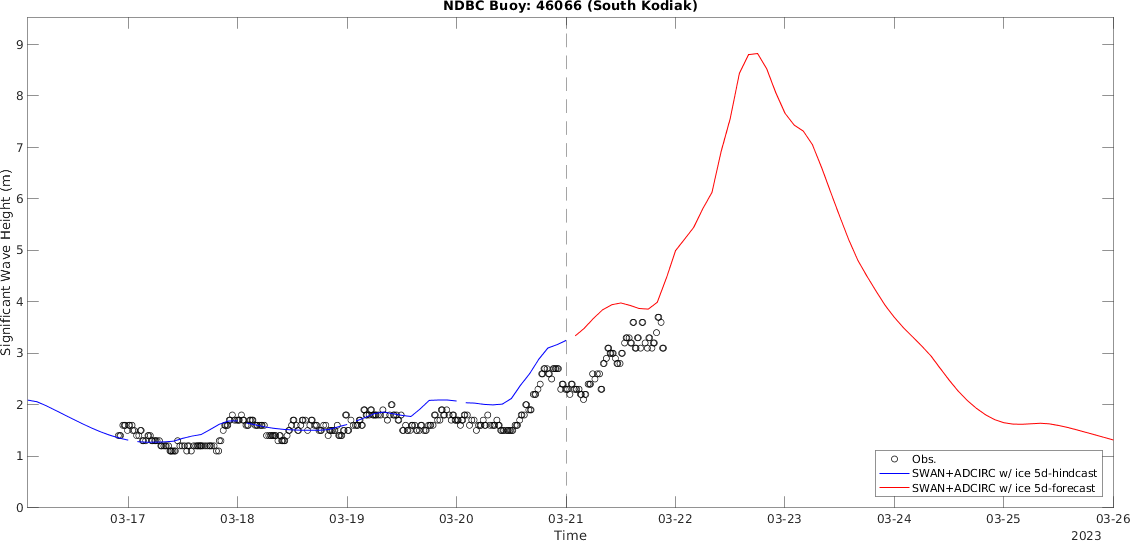 NDBC Buoy: 46066 (South Kodiak)
Significant Wave Height (m)
9
8
7
6
5
4
3
2
1
0
03-17 03-18 03-19 03-20 03-21 03-22 03-23 03-24 03-25 03-26
Time
2023
Obs.
SWAN+ADCIRC w/ ice 5d-hindcast
SWAN+ADCIRC w/ ice 5d-forecast